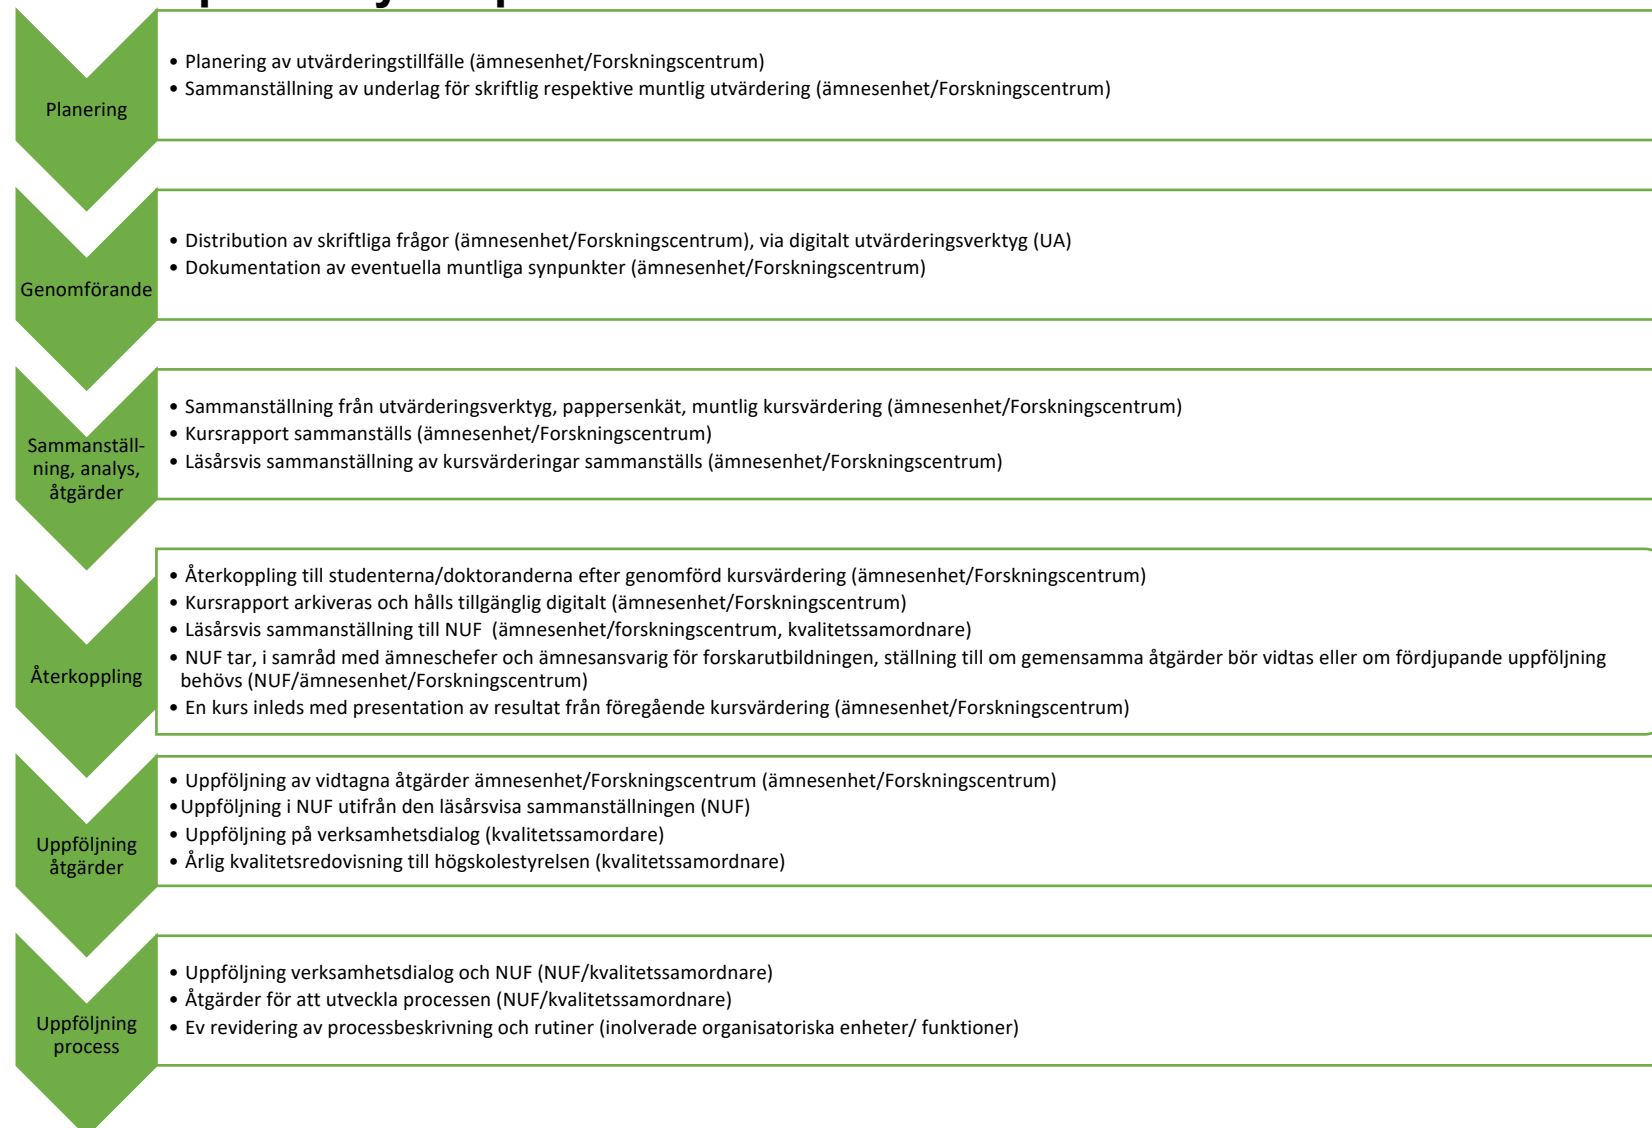 Planering
• Planering av utvärderingstillfälle (ämnesenhet/Forskningscentrum)
• Sammanställning av underlag för skriftlig respektive muntlig utvärdering (ämnesenhet/Forskningscentrum)
Genomförande
• Distribution av skriftliga frågor (ämnesenhet/Forskningscentrum), via digitalt utvärderingsverktyg (UA)
• Dokumentation av eventuella muntliga synpunkter (ämnesenhet/Forskningscentrum)
Sammanställ-
ning, analys,
åtgärder
• Sammanställning från utvärderingsverktyg, pappersenkät, muntlig kursvärdering (ämnesenhet/Forskningscentrum)
• Kursrapport sammanställs (ämnesenhet/Forskningscentrum)
• Läsårsvis sammanställning av kursvärderingar sammanställs (ämnesenhet/Forskningscentrum)
Återkoppling
• Återkoppling till studenterna/doktoranderna efter genomförd kursvärdering (ämnesenhet/Forskningscentrum)
• Kursrapport arkiveras och hålls tillgänglig digitalt (ämnesenhet/Forskningscentrum)
• Läsårsvis sammanställning till NUF (ämnesenhet/forskningscentrum, kvalitetssamordnare)
• NUF tar, i samråd med ämneschefer och ämnesansvarig för forskarutbildningen, ställning till om gemensamma åtgärder bör vidtas eller om fördjupande uppföljning
behövs (NUF/ämnesenhet/Forskningscentrum)
• En kurs inleds med presentation av resultat från föregående kursvärdering (ämnesenhet/Forskningscentrum)
Uppföljning
åtgärder
• Uppföljning av vidtagna åtgärder ämnesenhet/Forskningscentrum (ämnesenhet/Forskningscentrum)
•Uppföljning i NUF utifrån den läsårsvisa sammanställningen (NUF)
• Uppföljning på verksamhetsdialog (kvalitetssamordare)
• Årlig kvalitetsredovisning till högskolestyrelsen (kvalitetssamordnare)
Uppföljning
process
• Uppföljning verksamhetsdialog och NUF (NUF/kvalitetssamordnare)
• Åtgärder för att utveckla processen (NUF/kvalitetssamordnare)
• Ev revidering av processbeskrivning och rutiner (inolverade organisatoriska enheter/ funktioner)